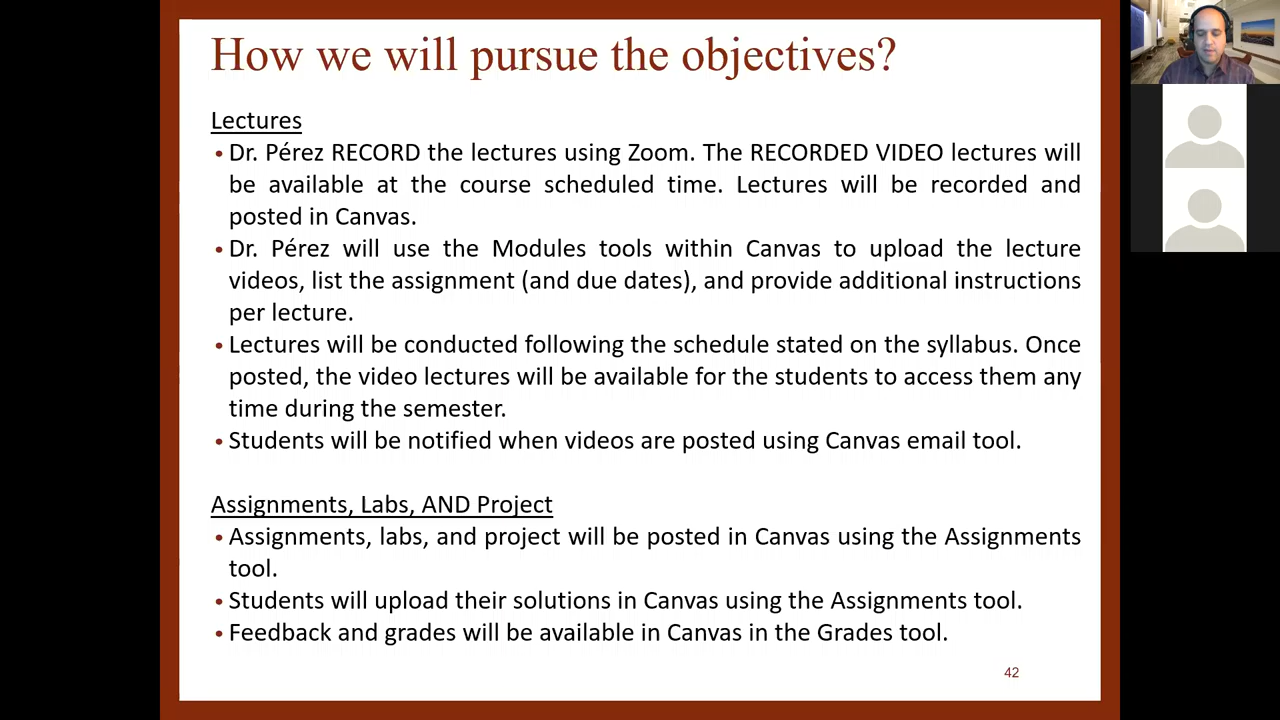 How we will pursue the objectives?
Lectures
• Dr. Pérez RECORD the lectures using Zoom. The RECORDED VIDEO lectures will
be available at the course scheduled time. Lectures will be recorded and
posted in Canvas.
• Dr. Pérez will use the Modules tools within Canvas to upload the lecture
videos, list the assignment (and due dates), and provide additional instructions
per lecture.
• Lectures will be conducted following the schedule stated on the syllabus. Once
posted, the video lectures will be available for the students to access them any
time during the semester.
• Students will be notified when videos are posted using Canvas email tool.
Assignments, Labs, AND Project
• Assignments, labs, and project will be posted in Canvas using the Assignments
tool.
• Students will upload their solutions in Canvas using the Assignments tool.
• Feedback and grades will be available in Canvas in the Grades tool.
42